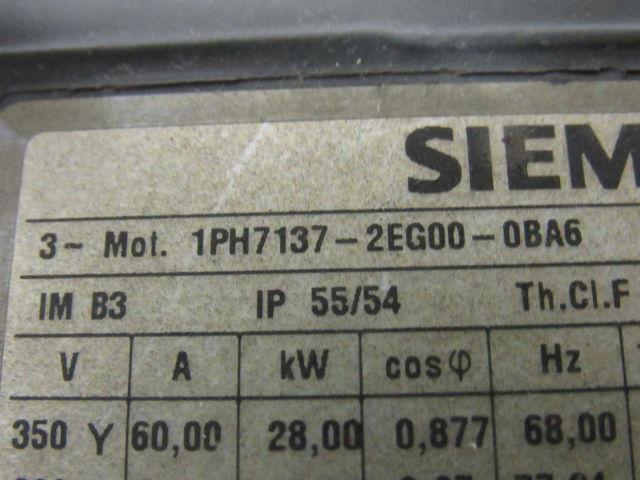 SIEM
3~ Mot. 1PH7137-2EG00-0BA6
IM B3 IP 55/54 Th.Cl.F
V A kW cosφ Hz
350 Y 60,00 28,00 0,877 68,00